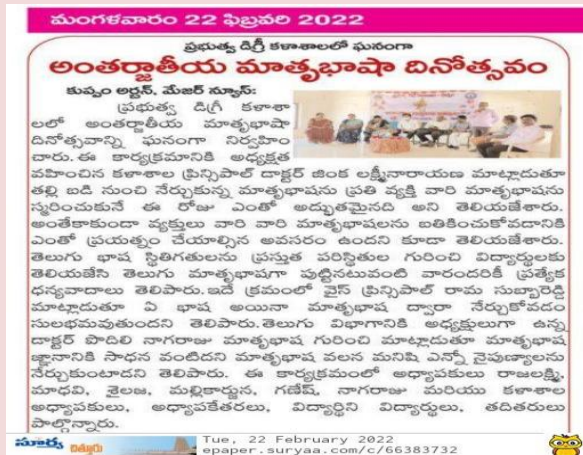 మంగళవారం 22 ఫిబ్రవరి 2022
ప్రభుత్వ డిగ్రీ కళాశాలలో ఘనంగా
అంతర్జాతీయ మాతృభాషా దినోత్సవం
కుప్పం అర్బన్, మేజర్ న్యూస్:
ప్రభుత్వ డిగ్రీ కళాశా
లలో అంతర్జాతీయ మాతృభాషా
దినోత్సవాన్ని ఘనంగా నిర్వహిం
చారు. ఈ కార్యక్రమానికి అధ్యక్షత
వహించిన కళాశాల ప్రిన్సిపాల్ డాక్టర్ జింక లక్ష్మీనారాయణ మాట్లాడుతూ
తల్లి ఒడి నుంచి నేర్చుకున్న మాతృభాషను ప్రతి వ్యక్తి వారి మాతృభాషను
స్మరించుకునే ఈ రోజు ఎంతో అద్భుతమైనది అని తెలియజేశారు.
అంతేకాకుండా వ్యక్తులు వారి వారి మాతృభాషలను బతికించుకోవడానికి
ఎంతో ప్రయత్నం చేయాల్సిన అవసరం ఉందని కూడా తెలియజేశారు.
తెలుగు భాష స్థితిగతులను ప్రస్తుత పరిస్థితుల గురించి విద్యార్థులకు
తెలియజేసి తెలుగు మాతృభాషగా పుట్టినటువంటి వారందరికీ ప్రత్యేక
ధన్యవాదాలు తెలిపారు.ఇదే క్రమంలో వైస్ ప్రిన్సిపాల్ రామ సుబ్బారెడ్డి
మాట్లాడుతూ ఏ భాష అయినా మాతృభాష ద్వారా నేర్చుకోవడం
సులభమవుతుందని తెలిపారు.తెలుగు విభాగానికి అధ్యక్షులుగా ఉన్న
డాక్టర్ పొదిలి నాగరాజు మాతృభాష గురించి మాట్లాడుతూ మాతృభాష
జ్ఞానానికి సాధన వంటిదని మాతృభాష వలన మనిషి ఎన్నో నైపుణ్యాలను
నేర్చుకుంటాడని తెలిపారు. ఈ కార్యక్రమంలో అధ్యాపకులు రాజలక్ష్మి,
మాధవి, శైలజ, మల్లికార్జున, గణేష్, నాగరాజు మరియు కళాశాల
అధ్యాపకులు, అధ్యాపకేతరలు, విద్యార్థిని విద్యార్థులు, తదితరులు
పాల్గొన్నారు.
సూర్య చిత్తూరు
Tue, 22 February 2022
epaper.suryaa.com/c/66383732